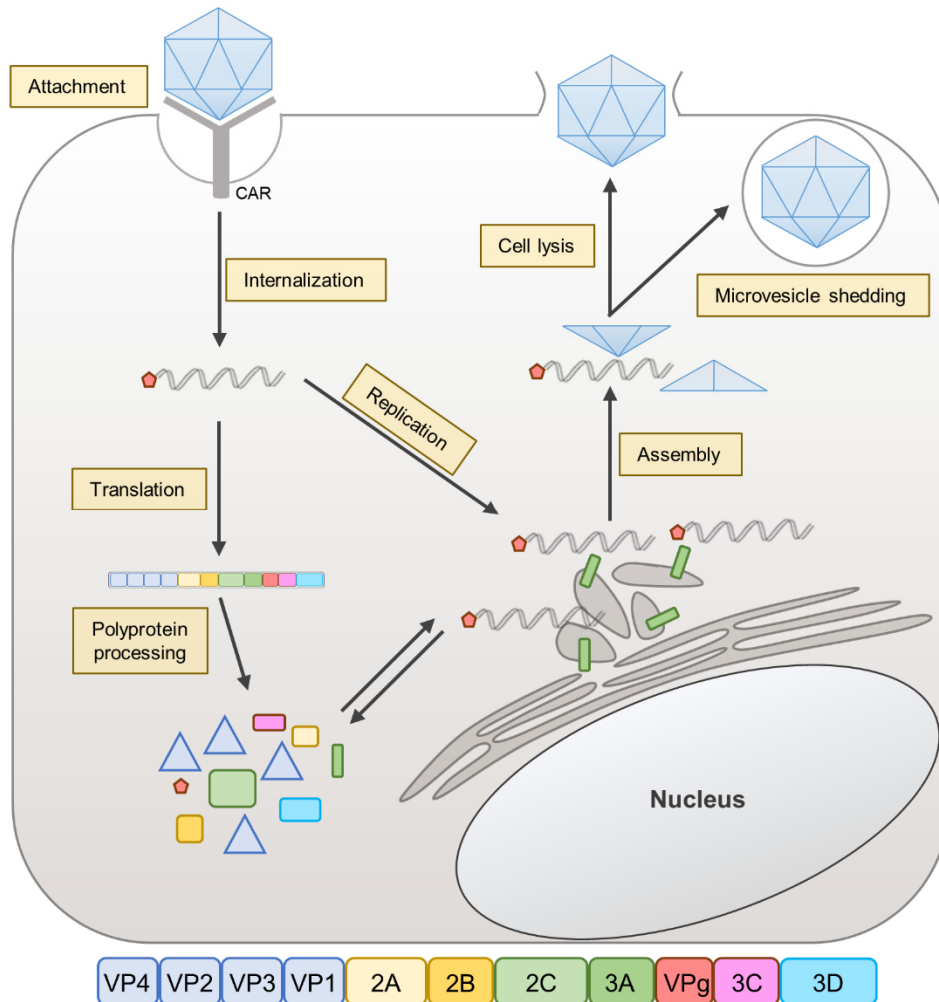 Attachment
CAR
Internalization
Cell lysis
Microvesicle shedding
Replication
Translation
Assembly
Polyprotein
processing
Nucleus
VP4 VP2 VP3 VP1 2A 2B 2C 3A VPg 3C 3D